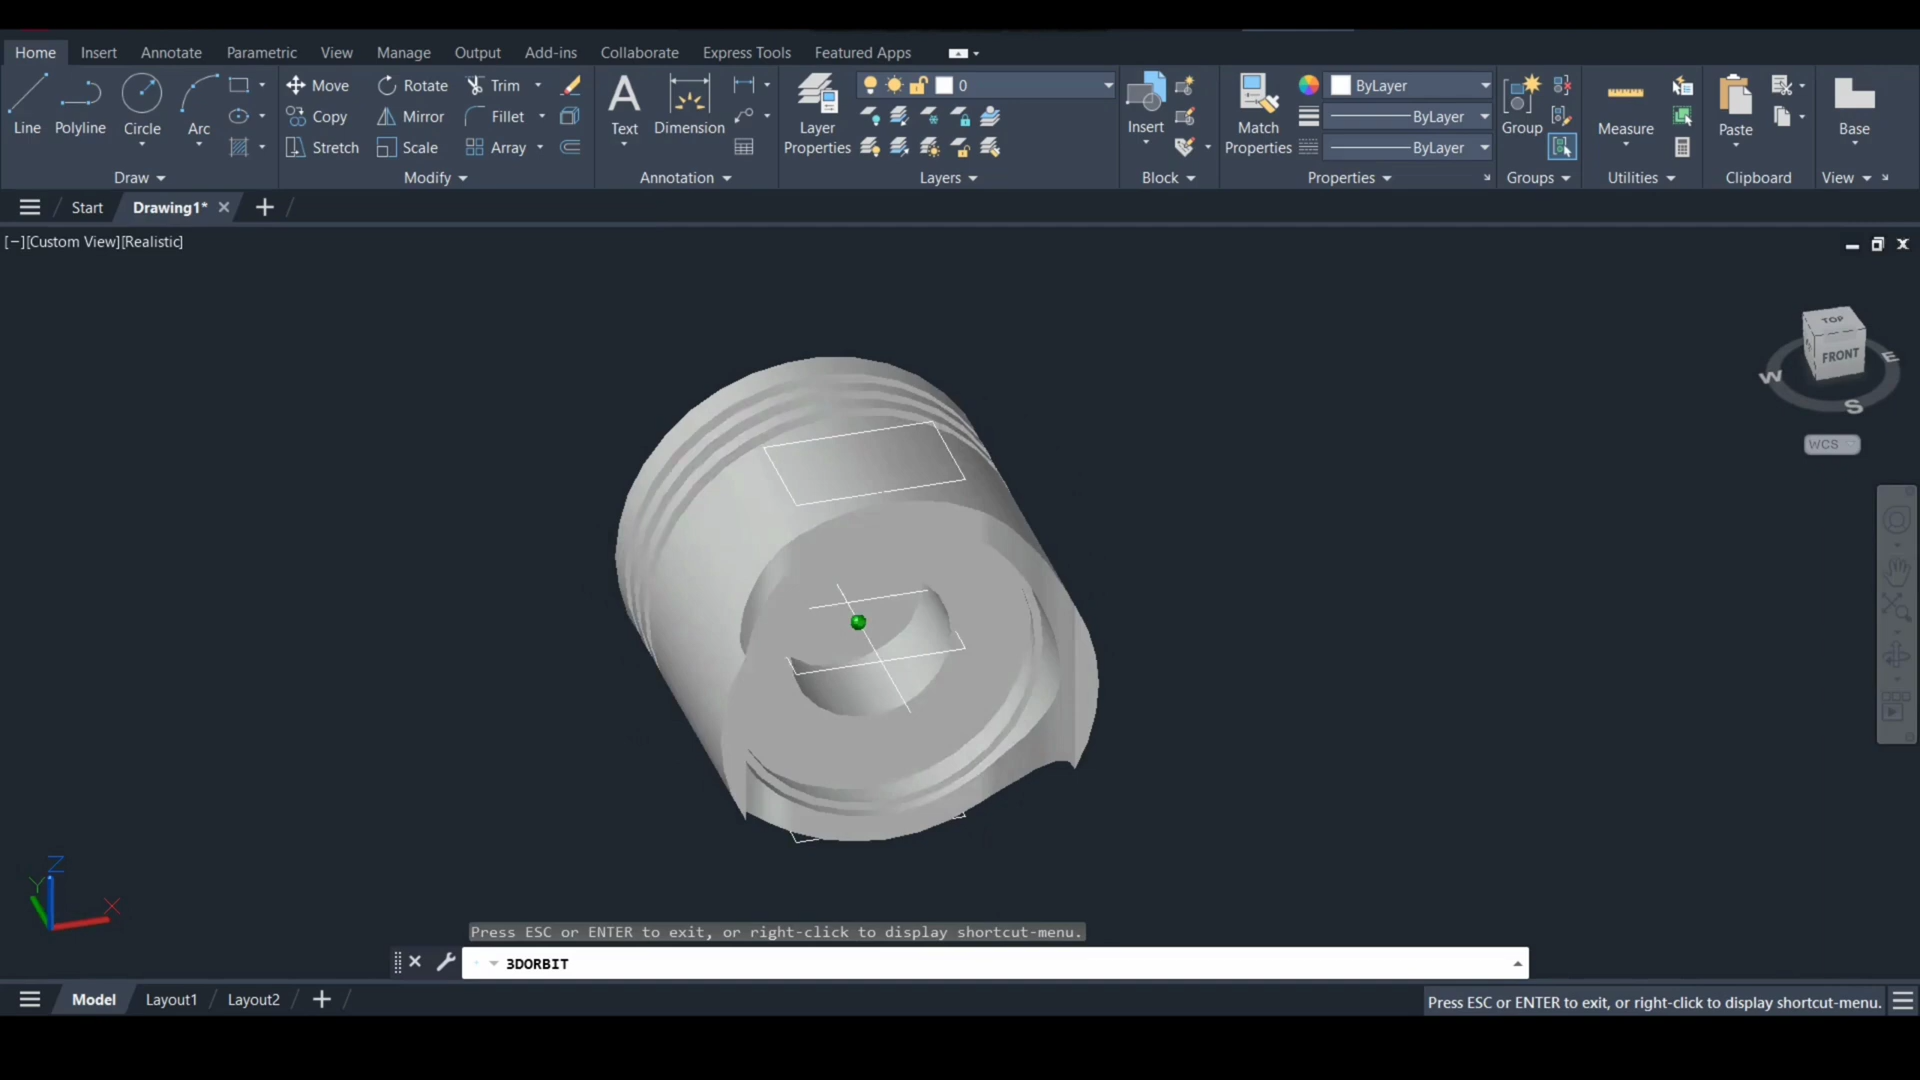 Home Insert Annotate Parametric View Manage Output Add-ins Collaborate Express Tools Featured Apps
Line Polyline Circle Arc
Move Rotate Trim
Copy Mirror Fillet
Stretch Scale Array
Text Dimension
Layer Properties
0
Insert
Match Properties
ByLayer
ByLayer
ByLayer
Group
Measure
Paste
Base
Draw Modify Annotation Layers Block Properties Groups Utilities Clipboard View
Start Drawing1*
[−][Custom View][Realistic]
TOP
FRONT
W E
S
WCS
Z
Y X
Press ESC or ENTER to exit, or right-click to display shortcut-menu.
3DORBIT
Model Layout1 Layout2
Press ESC or ENTER to exit, or right-click to display shortcut-menu.